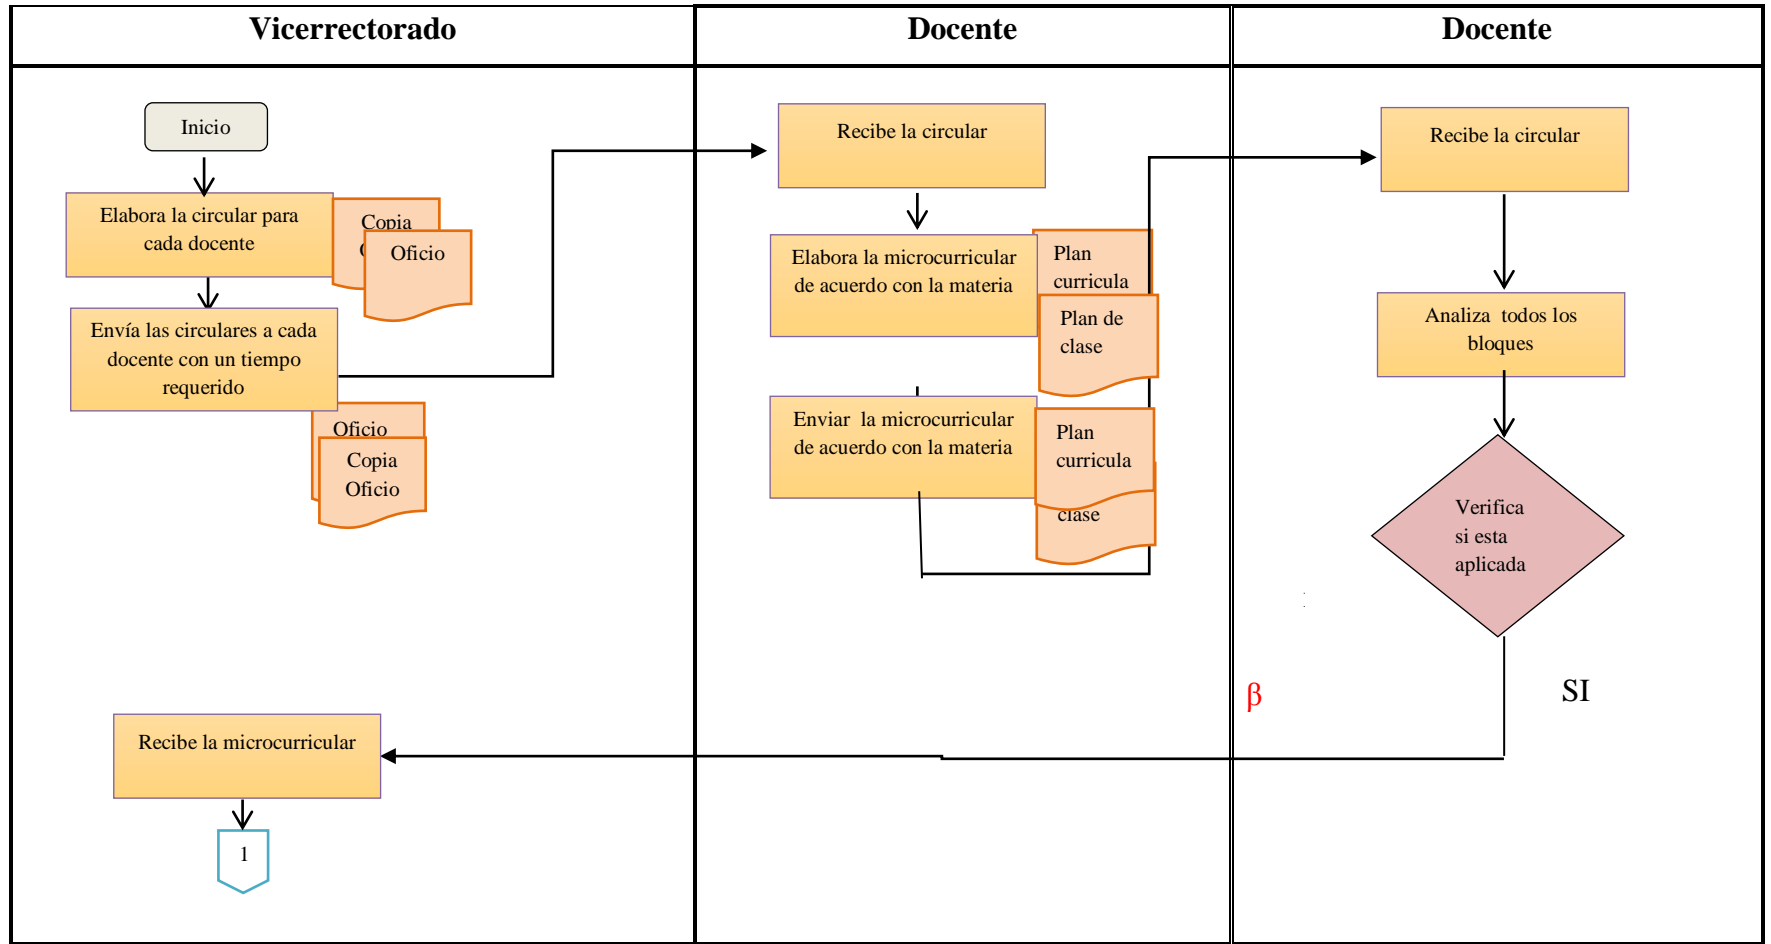 Vicerrectorado
Docente
Docente
Inicio
Elabora la circular para
cada docente
Copia
Oficio
Envía las circulares a cada
docente con un tiempo
requerido
Oficio
Copia
Oficio
Recibe la microcurricular
1
Recibe la circular
Elabora la microcurricular
de acuerdo con la materia
Plan
curricula
Plan de
clase
Enviar la microcurricular
de acuerdo con la materia
Plan
curricula
clase
Recibe la circular
Analiza todos los
bloques
Verifica
si esta
aplicada
β
SI